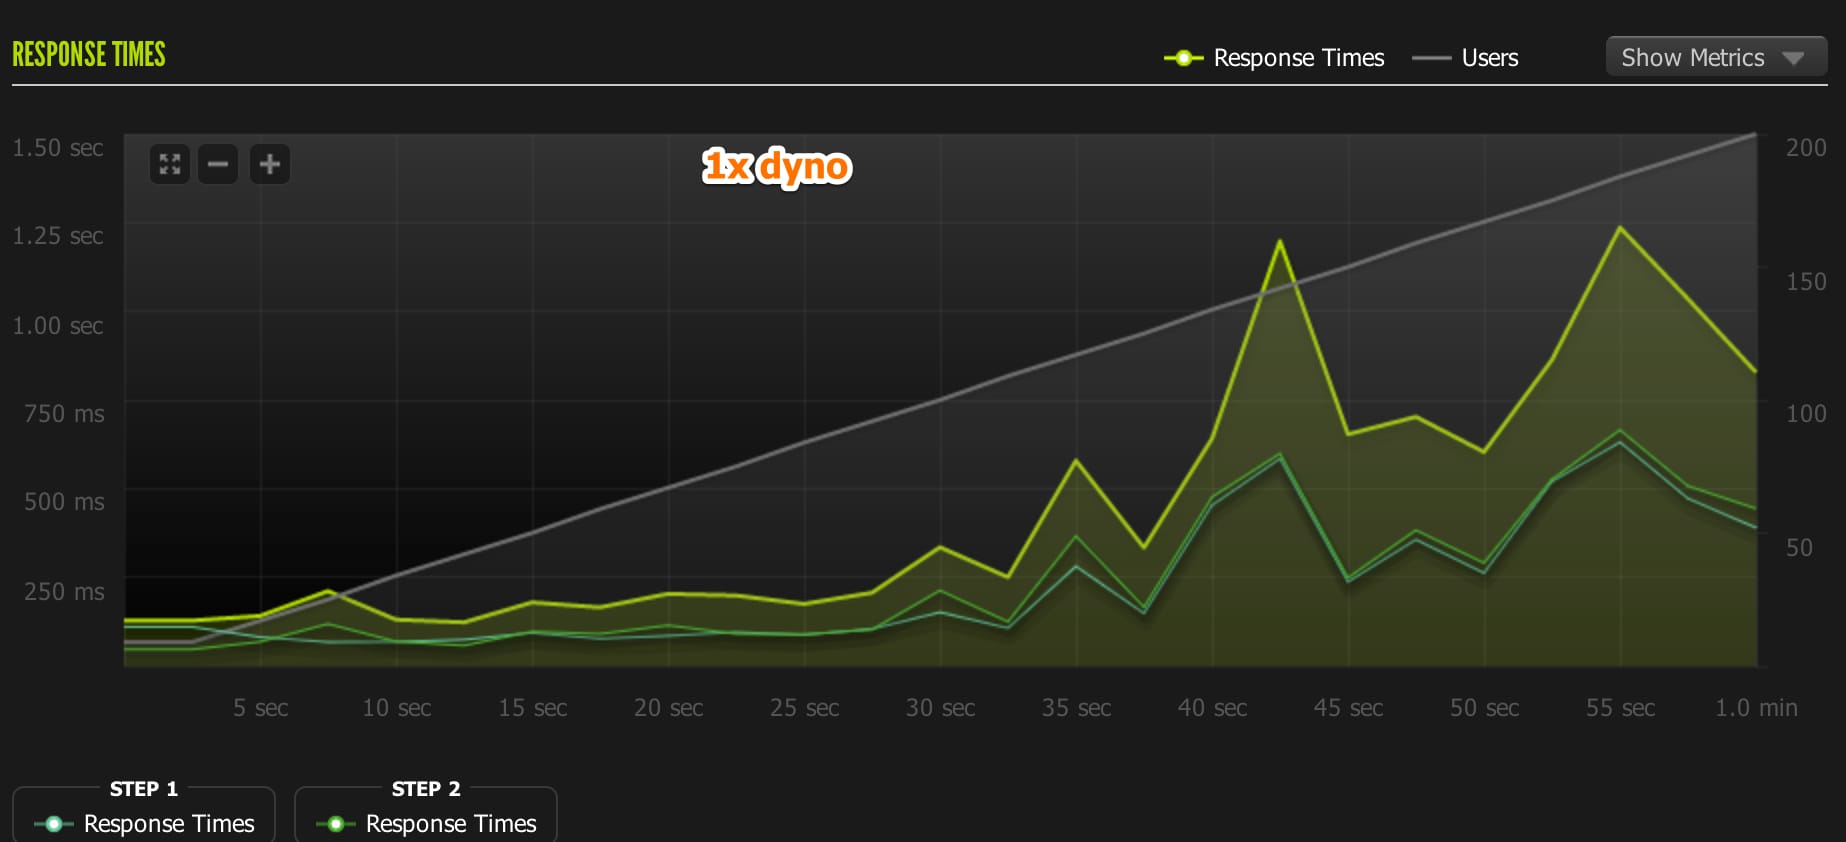 RESPONSE TIMES
Response Times
Users
Show Metrics
1.50 sec
1x dyno
200
1.25 sec
150
1.00 sec
750 ms
100
500 ms
50
250 ms
5 sec 10 sec 15 sec 20 sec 25 sec 30 sec 35 sec 40 sec 45 sec 50 sec 55 sec 1.0 min
STEP 1
Response Times
STEP 2
Response Times